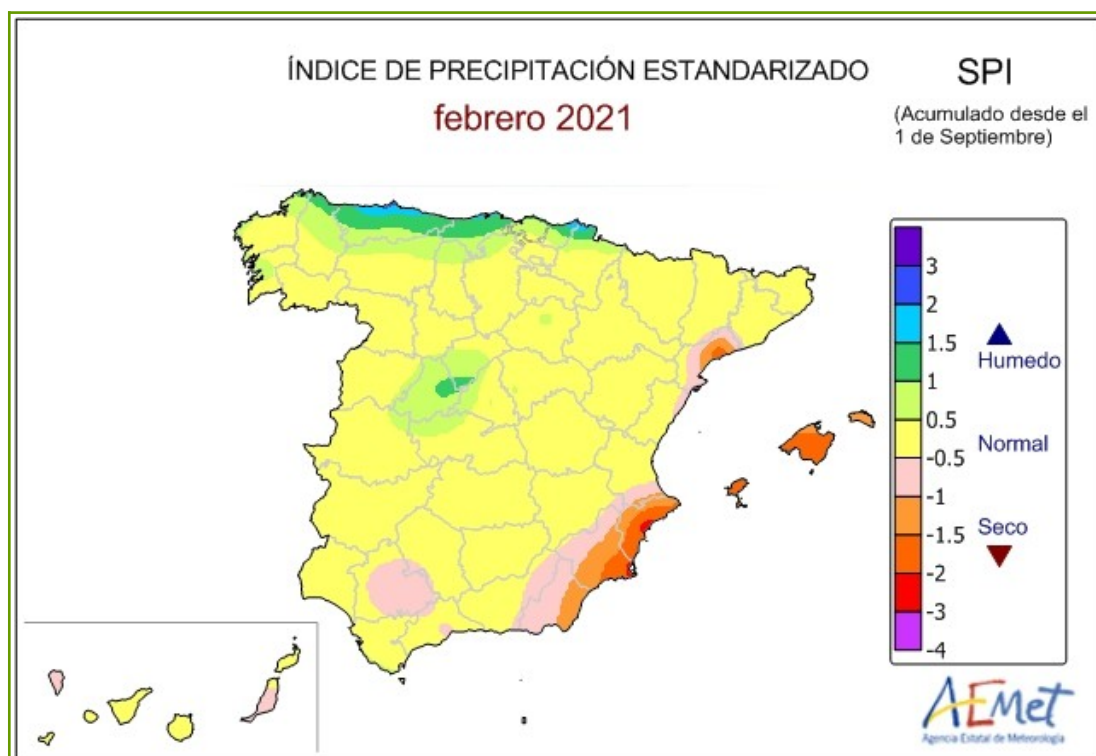 ÍNDICE DE PRECIPITACIÓN ESTANDARIZADO
febrero 2021
SPI
(Acumulado desde el
1 de Septiembre)
3
2
1.5
1
0.5
-0.5
-1
-1.5
-2
-3
-4
Humedo
Normal
Seco
AEMet
Agencia Estatal de Meteorología